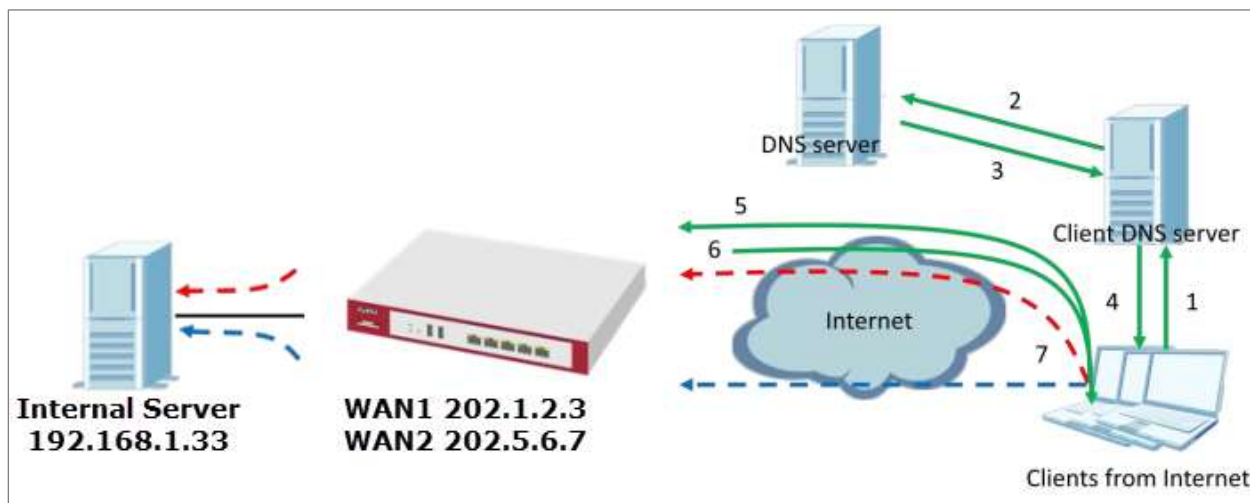 2
DNS server
3
5
Client DNS server
6
4
1
Internet
7
Internal Server
192.168.1.33
WAN1 202.1.2.3
WAN2 202.5.6.7
Clients from Internet